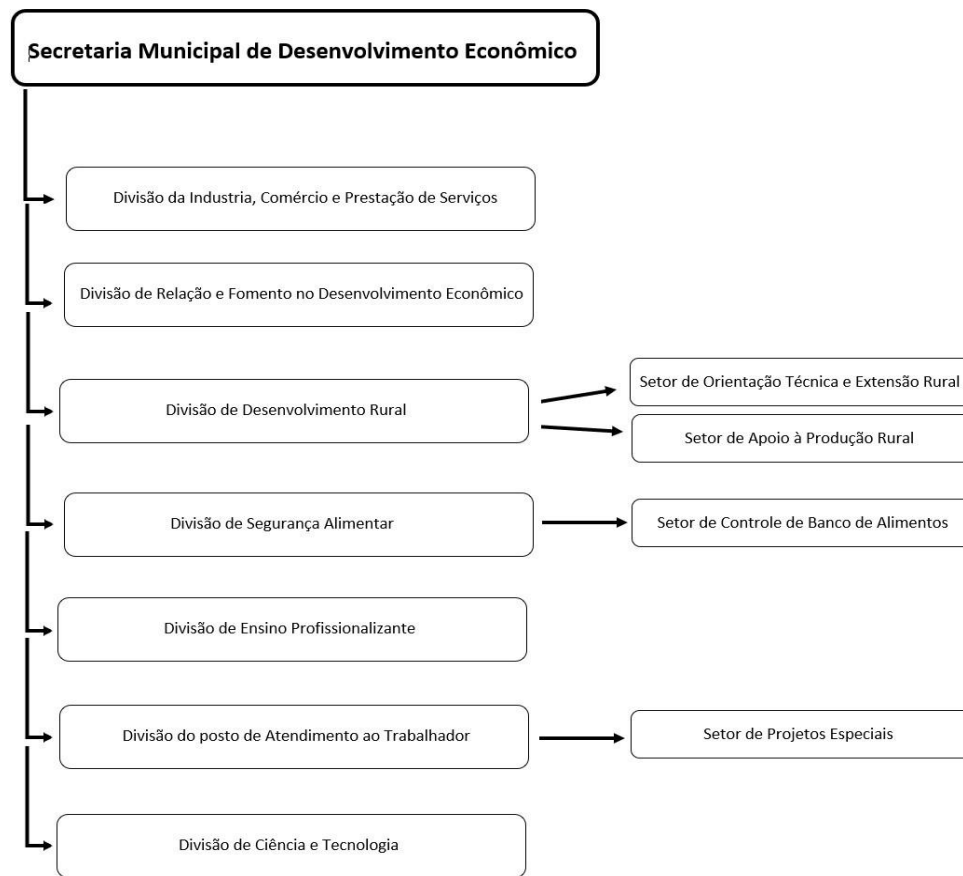 Secretaria Municipal de Desenvolvimento Econômico
Divisão da Industria, Comércio e Prestação de Serviços
Divisão de Relação e Fomento no Desenvolvimento Econômico
Divisão de Desenvolvimento Rural
Setor de Orientação Técnica e Extensão Rural
Setor de Apoio à Produção Rural
Divisão de Segurança Alimentar
Setor de Controle de Banco de Alimentos
Divisão de Ensino Profissionalizante
Divisão do posto de Atendimento ao Trabalhador
Setor de Projetos Especiais
Divisão de Ciência e Tecnologia